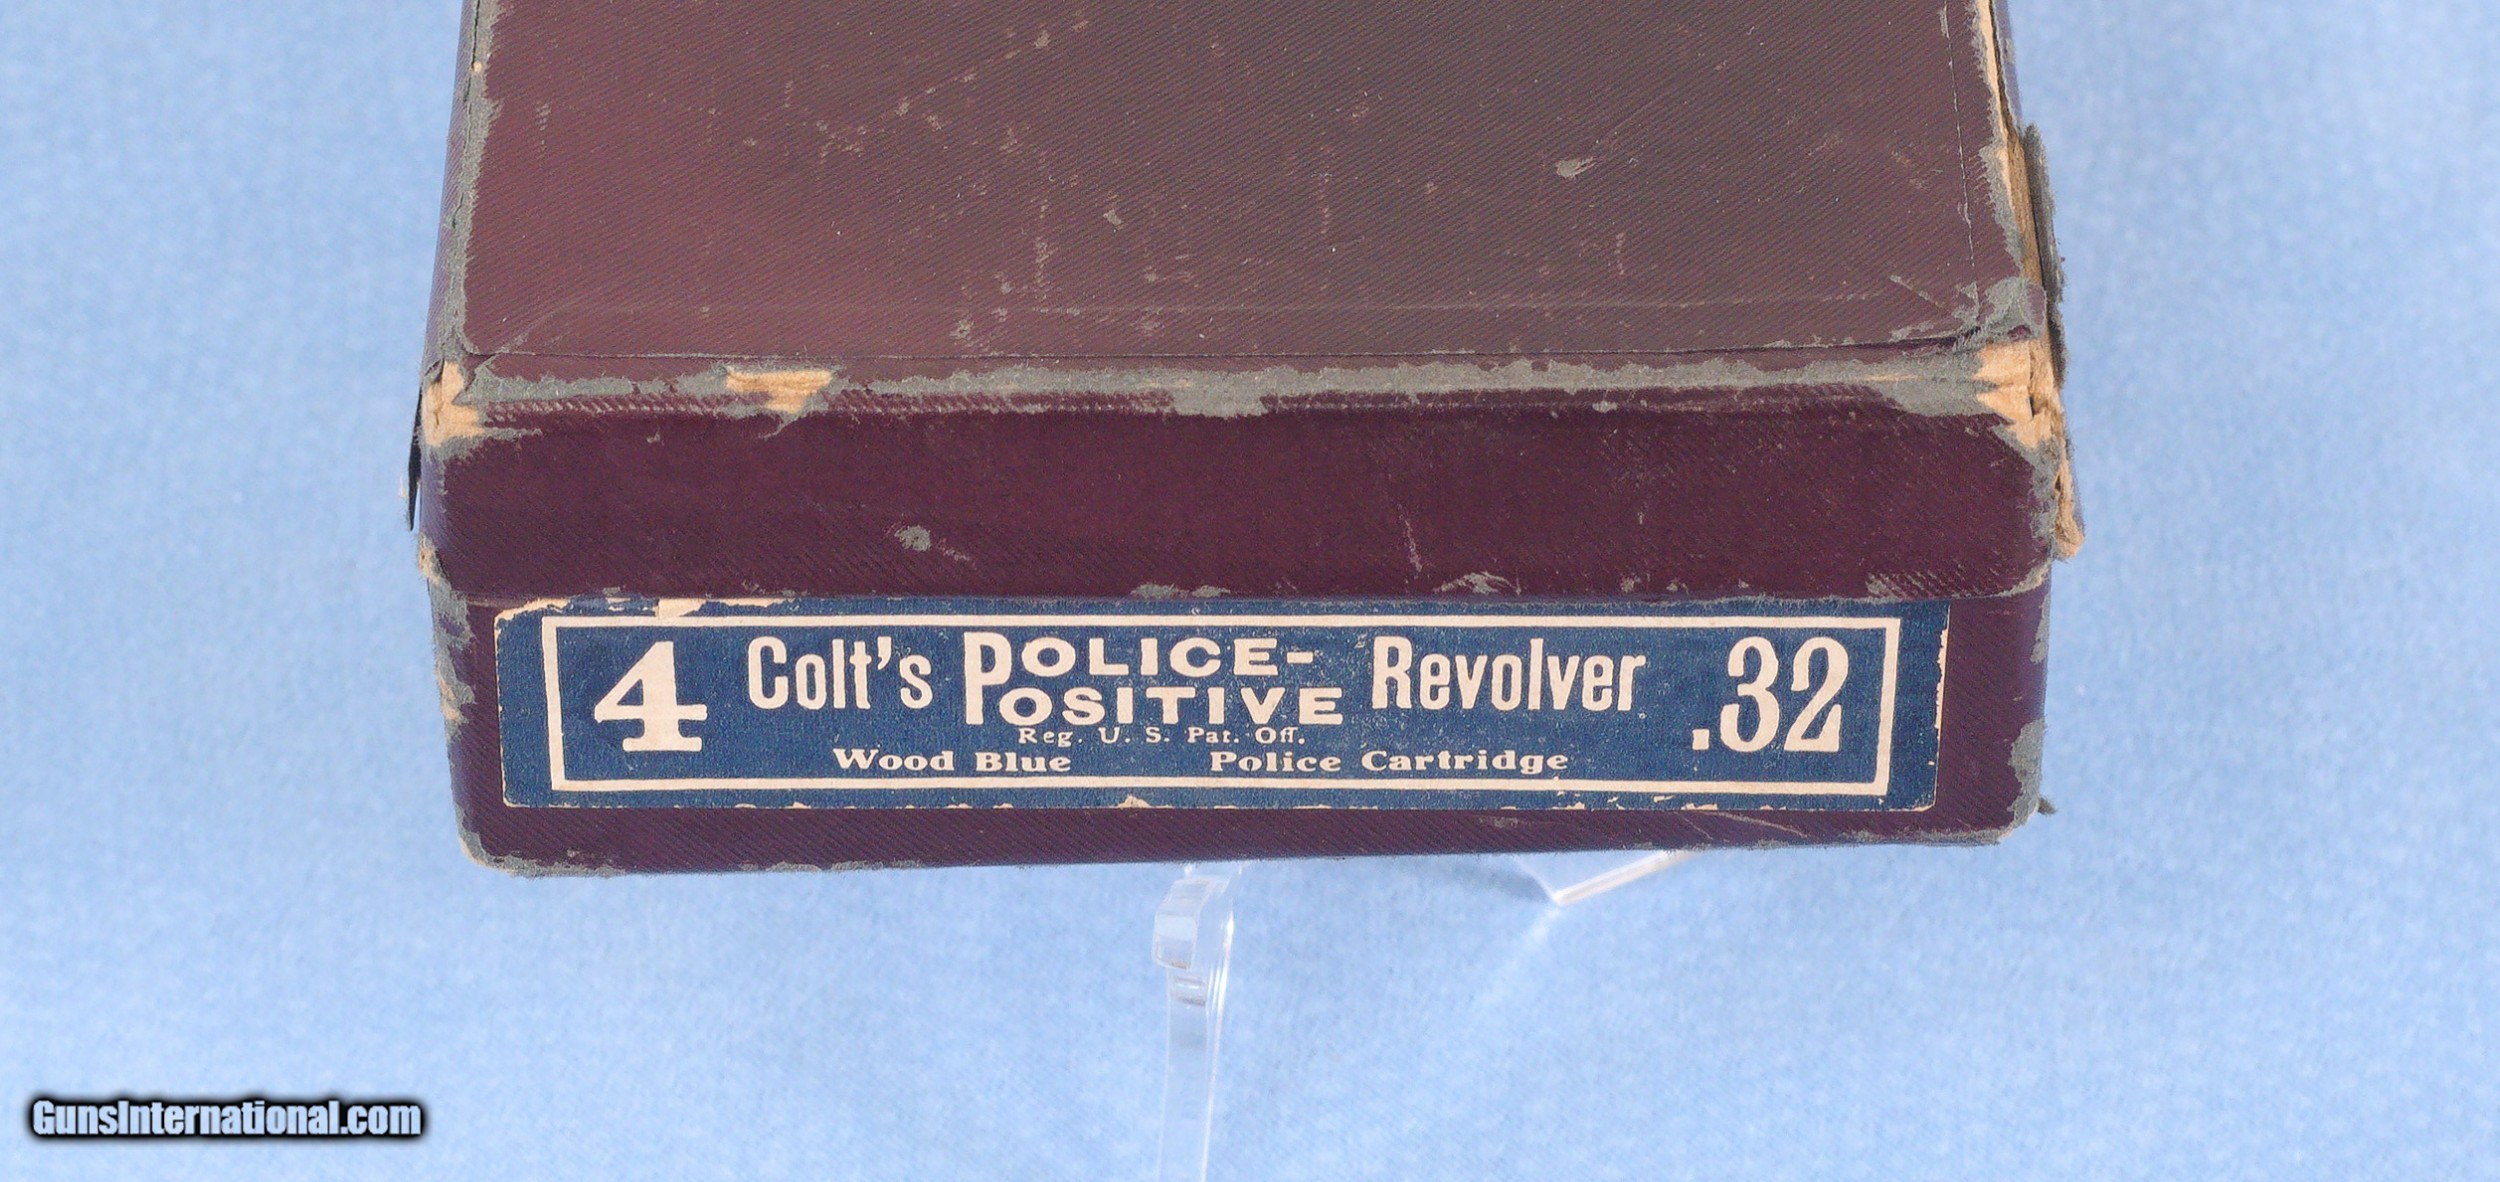 4 Colt's POLICE-POSITIVE Revolver .32
Reg. U. S. Pat. Off.
Wood Blue Police Cartridge
GunsInternational.com